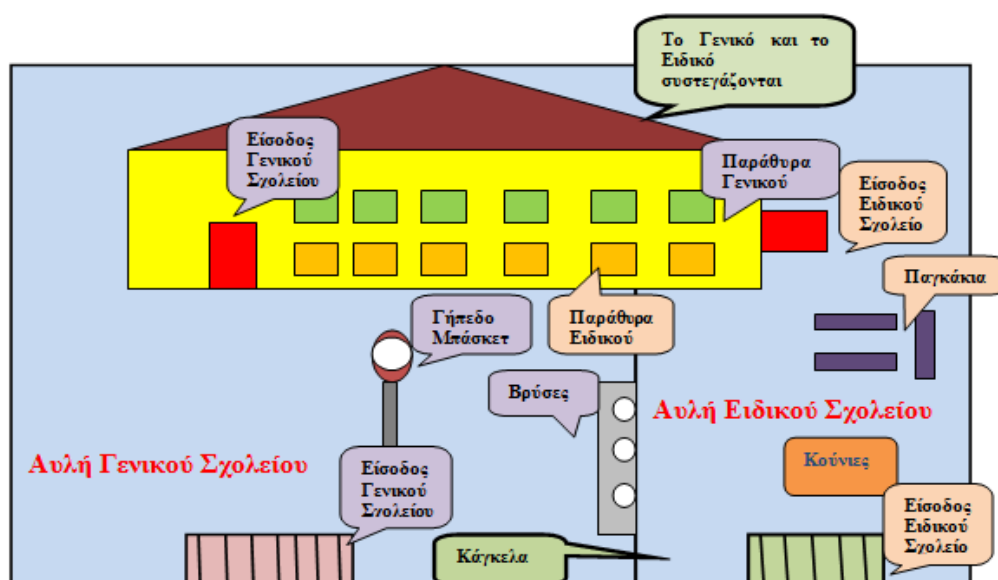 Το Γενικό και το
Ειδικό
συστεγάζονται
Είσοδος
Γενικού
Σχολείου
Παράθυρα
Γενικού
Είσοδος
Ειδικού
Σχολείο
Παγκάκια
Γήπεδο
Μπάσκετ
Παράθυρα
Ειδικού
Βρύσες
Αυλή Ειδικού Σχολείου
Αυλή Γενικού Σχολείου
Είσοδος
Γενικού
Σχολείου
Κούνιες
Είσοδος
Ειδικού
Σχολείο
Κάγκελα